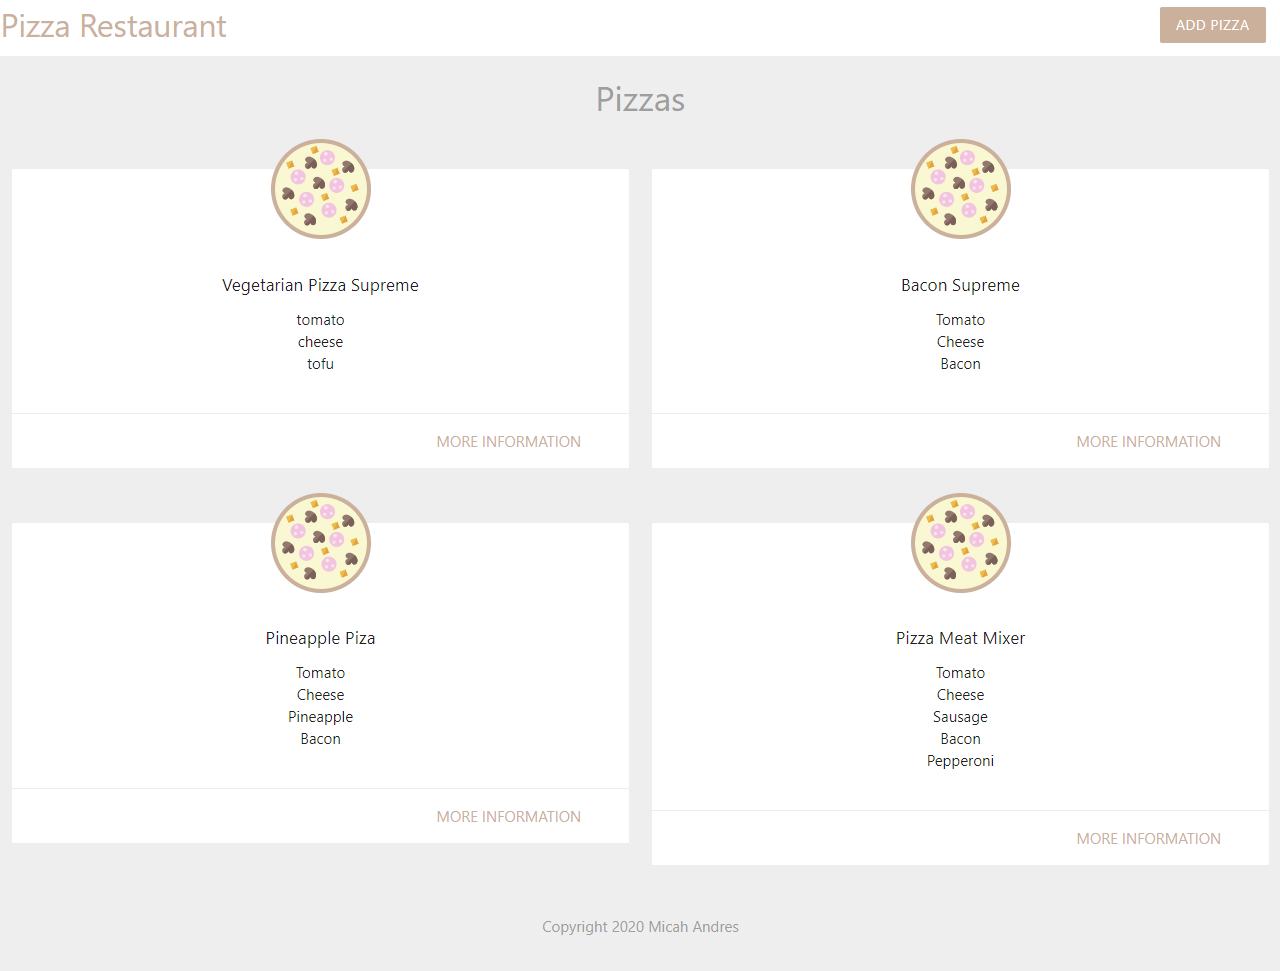 Pizza Restaurant
ADD PIZZA
Pizzas
Vegetarian Pizza Supreme
tomato
cheese
tofu
MORE INFORMATION
Bacon Supreme
Tomato
Cheese
Bacon
MORE INFORMATION
Pineapple Piza
Tomato
Cheese
Pineapple
Bacon
MORE INFORMATION
Pizza Meat Mixer
Tomato
Cheese
Sausage
Bacon
Pepperoni
MORE INFORMATION
Copyright 2020 Micah Andres